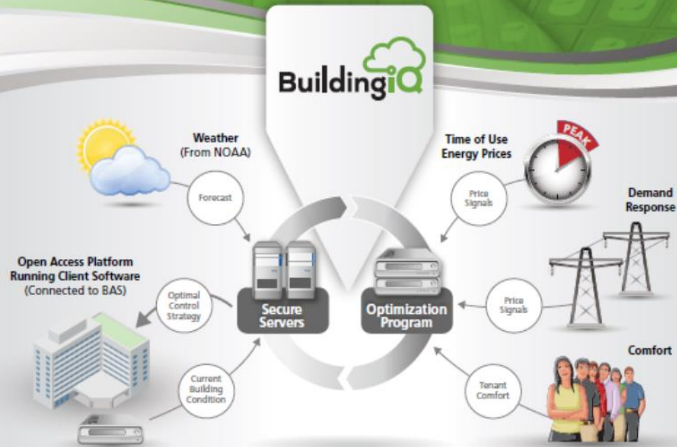 BuildingiQ
Weather
(From NOAA)
Forecast
Time of Use
Energy Prices
PEAK
Price
Signals
Demand
Response
Open Access Platform
Running Client Software
(Connected to BAS)
Optimal
Control
Strategy
Secure
Servers
Optimization
Program
Price
Signals
Current
Building
Condition
Tenant
Comfort
Comfort